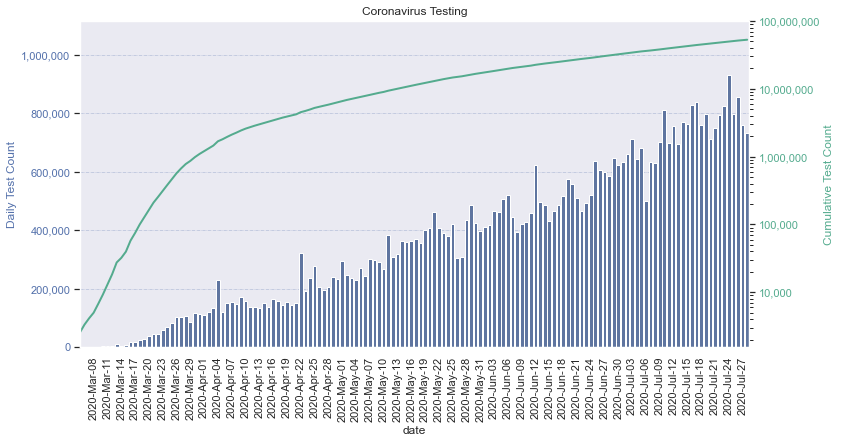 Coronavirus Testing
Daily Test Count
1,000,000
800,000
600,000
400,000
200,000
0
100,000,000
10,000,000
1,000,000
100,000
10,000
Cumulative Test Count
2020-Mar-08
2020-Mar-11
2020-Mar-14
2020-Mar-17
2020-Mar-20
2020-Mar-23
2020-Mar-26
2020-Mar-29
2020-Apr-01
2020-Apr-04
2020-Apr-07
2020-Apr-10
2020-Apr-13
2020-Apr-16
2020-Apr-19
2020-Apr-22
2020-Apr-25
2020-Apr-28
2020-May-01
2020-May-04
2020-May-07
2020-May-10
2020-May-13
2020-May-16
2020-May-19
2020-May-22
2020-May-25
2020-May-28
2020-May-31
2020-Jun-03
2020-Jun-06
2020-Jun-09
2020-Jun-12
2020-Jun-15
2020-Jun-18
2020-Jun-21
2020-Jun-24
2020-Jun-27
2020-Jun-30
2020-Jul-03
2020-Jul-06
2020-Jul-09
2020-Jul-12
2020-Jul-15
2020-Jul-18
2020-Jul-21
2020-Jul-24
2020-Jul-27
date